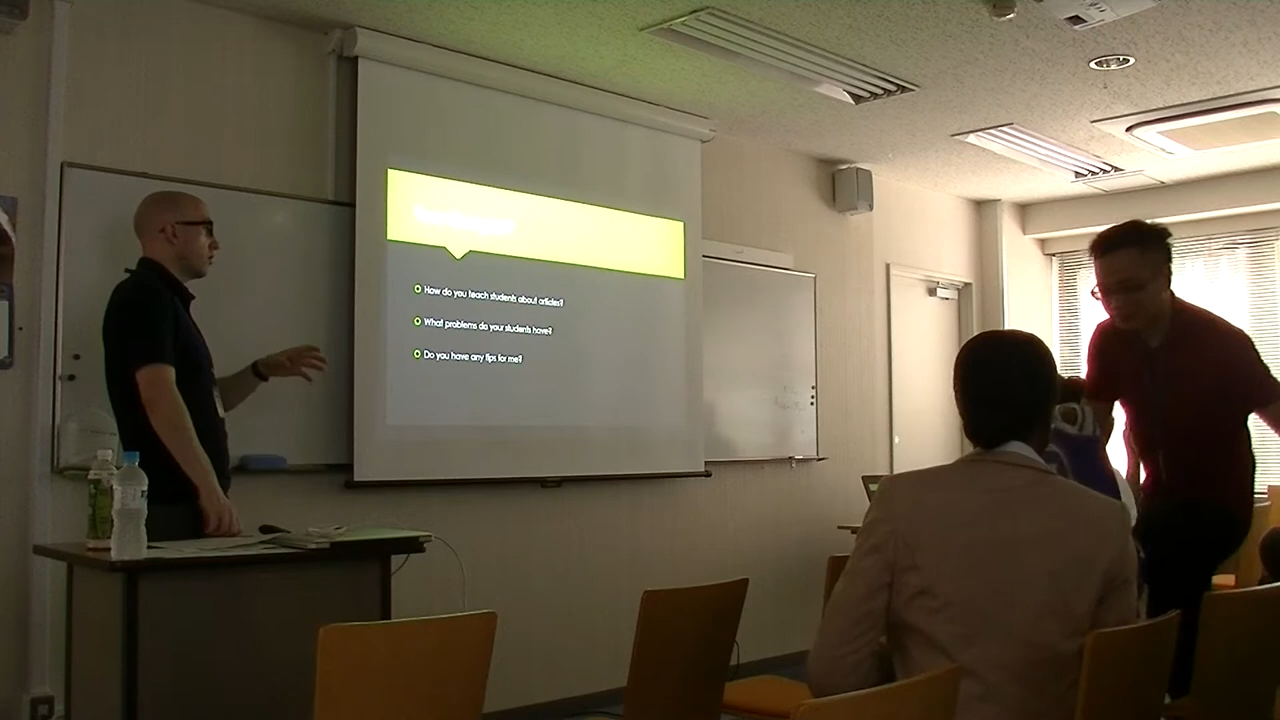 How do you teach students about articles?
What problems do your students have?
Do you have any tips for me?